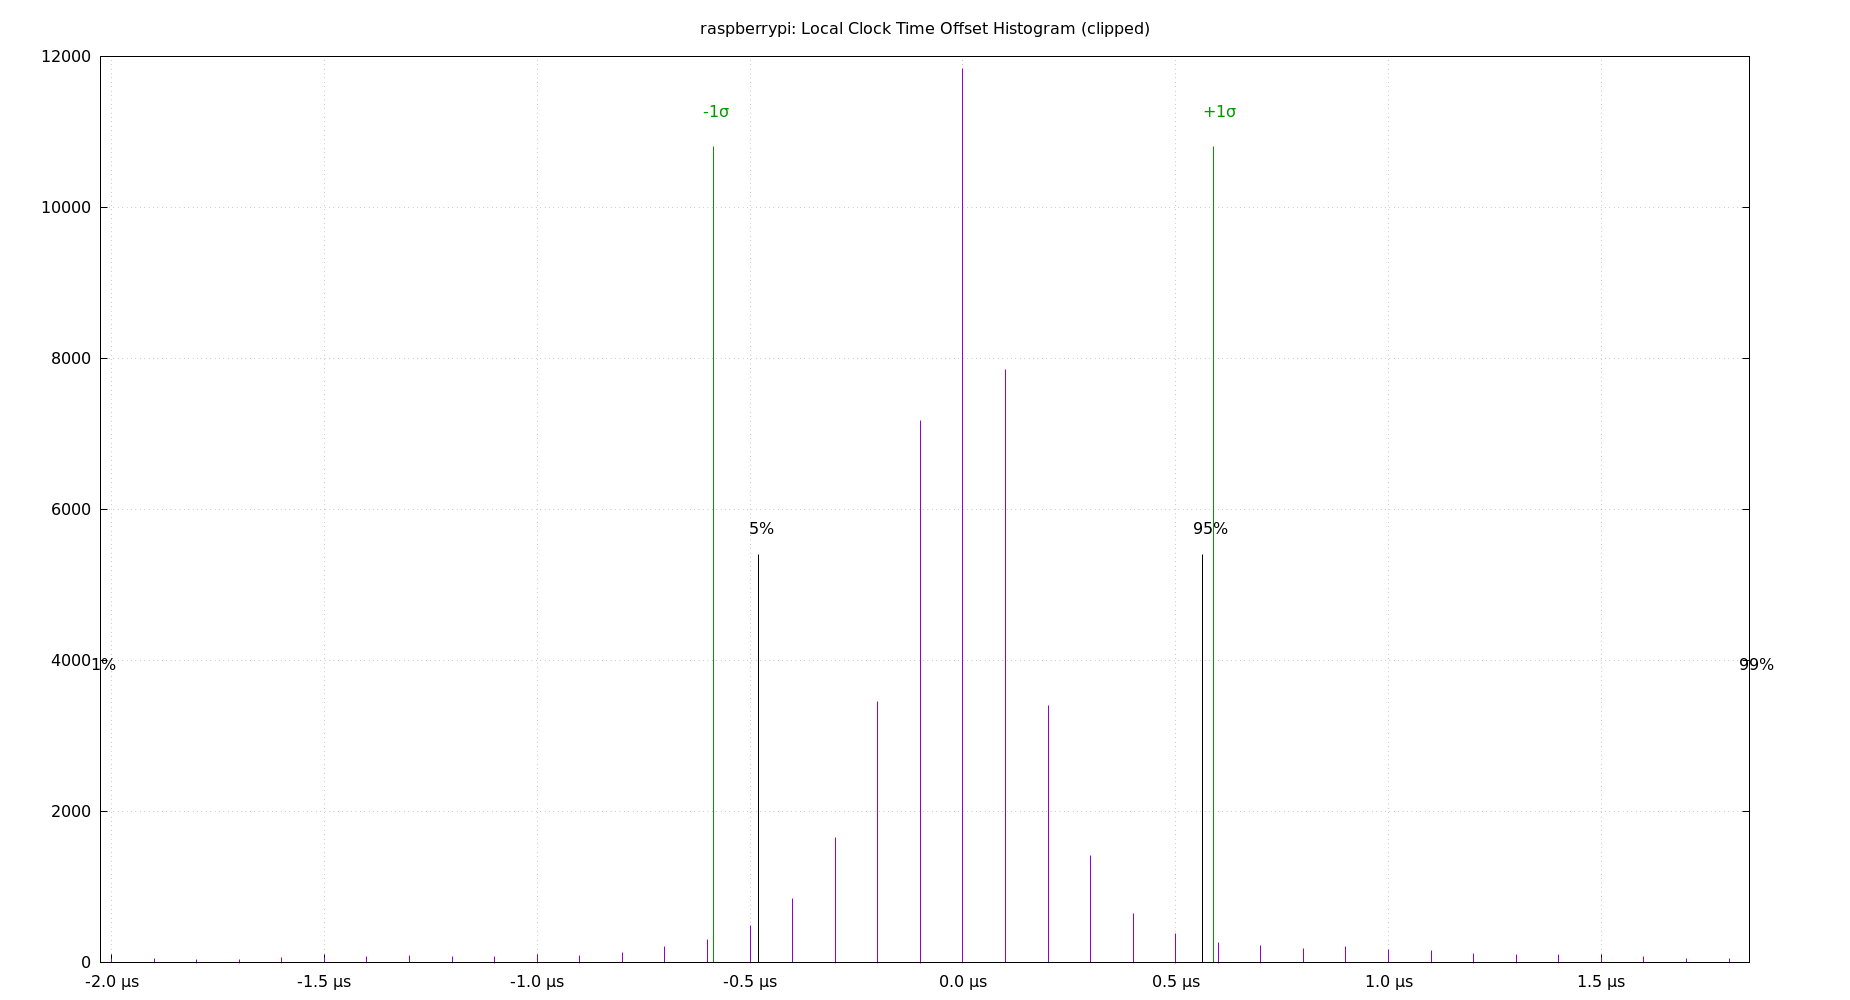 raspberrypi: Local Clock Time Offset Histogram (clipped)
12000
-1σ
+1σ
10000
8000
6000
5%
95%
4000
1%
99%
2000
0
-2.0 µs
-1.5 µs
-1.0 µs
-0.5 µs
0.0 µs
0.5 µs
1.0 µs
1.5 µs